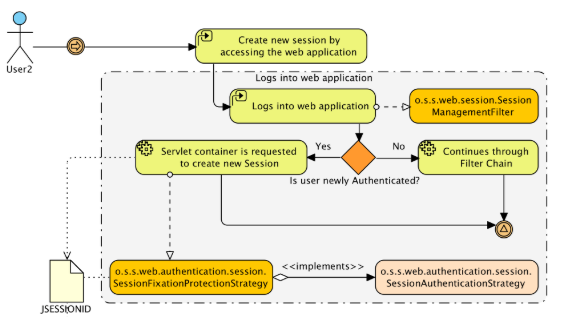 Create new session by
accessing the web application
User2
Logs into web application
Logs into web application
o.s.s.web.session.Session
ManagementFilter
Yes
No
Servlet container is requested
to create new Session
Continues through
Filter Chain
Is user newly Authenticated?
o.s.s.web.authentication.session.
SessionFixationProtectionStrategy
<<implements>>
o.s.s.web.authentication.session.
SessionAuthenticationStrategy
JSESSIONID